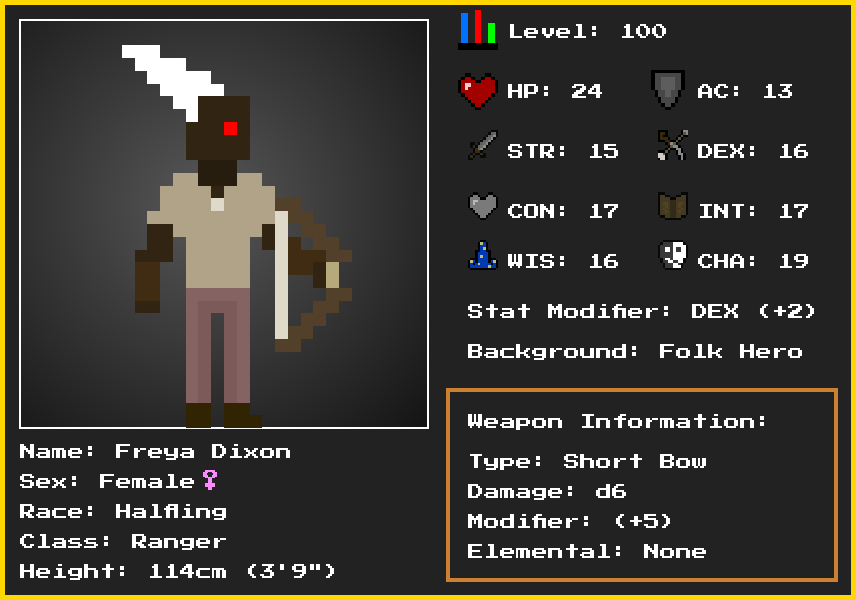 Level: 100
HP: 24
AC: 13
STR: 15
DEX: 16
CON: 17
INT: 17
WIS: 16
CHA: 19
Stat Modifier: DEX (+2)
Background: Folk Hero
Weapon Information:
Type: Short Bow
Damage: d6
Modifier: (+5)
Elemental: None
Name: Freya Dixon
Sex: Female♀
Race: Halfling
Class: Ranger
Height: 114cm (3'9")